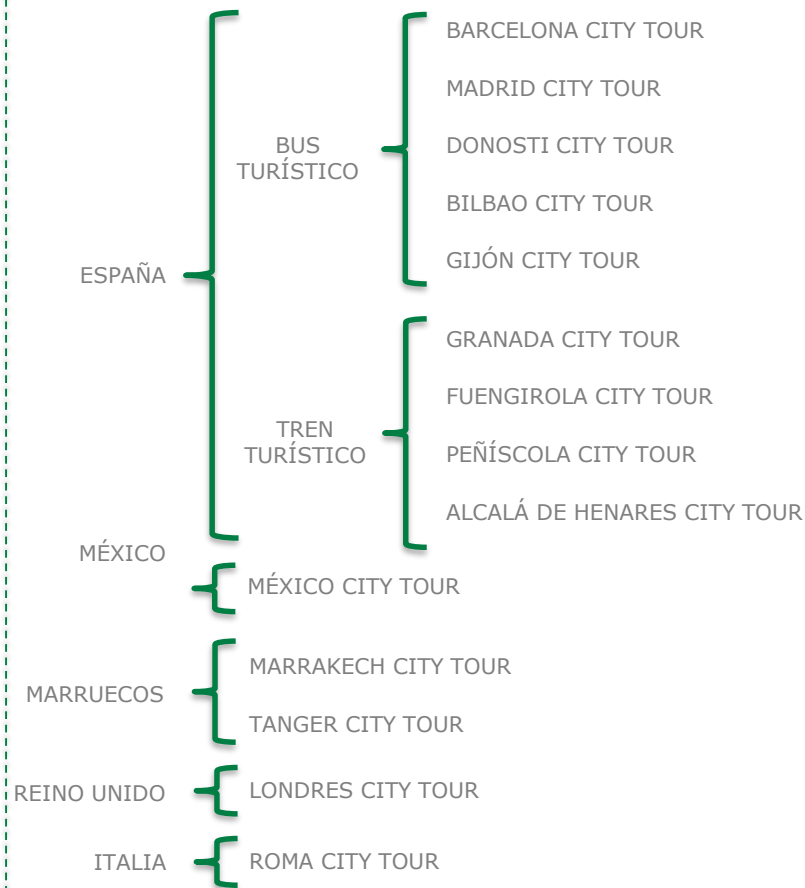 ESPAÑA
BUS
TURÍSTICO
BARCELONA CITY TOUR
MADRID CITY TOUR
DONOSTI CITY TOUR
BILBAO CITY TOUR
GIJÓN CITY TOUR
TREN
TURÍSTICO
GRANADA CITY TOUR
FUENGIROLA CITY TOUR
PEÑÍSCOLA CITY TOUR
ALCALÁ DE HENARES CITY TOUR
MÉXICO
MÉXICO CITY TOUR
MARRUECOS
MARRAKECH CITY TOUR
TANGER CITY TOUR
REINO UNIDO
LONDRES CITY TOUR
ITALIA
ROMA CITY TOUR